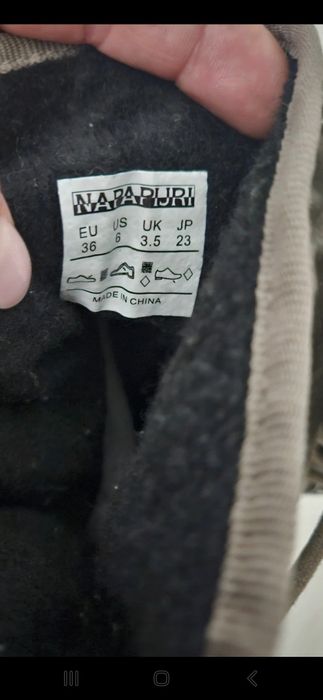 NAPAPIJRI
EU US UK JP
36 6 3.5 23
MADE IN CHINA